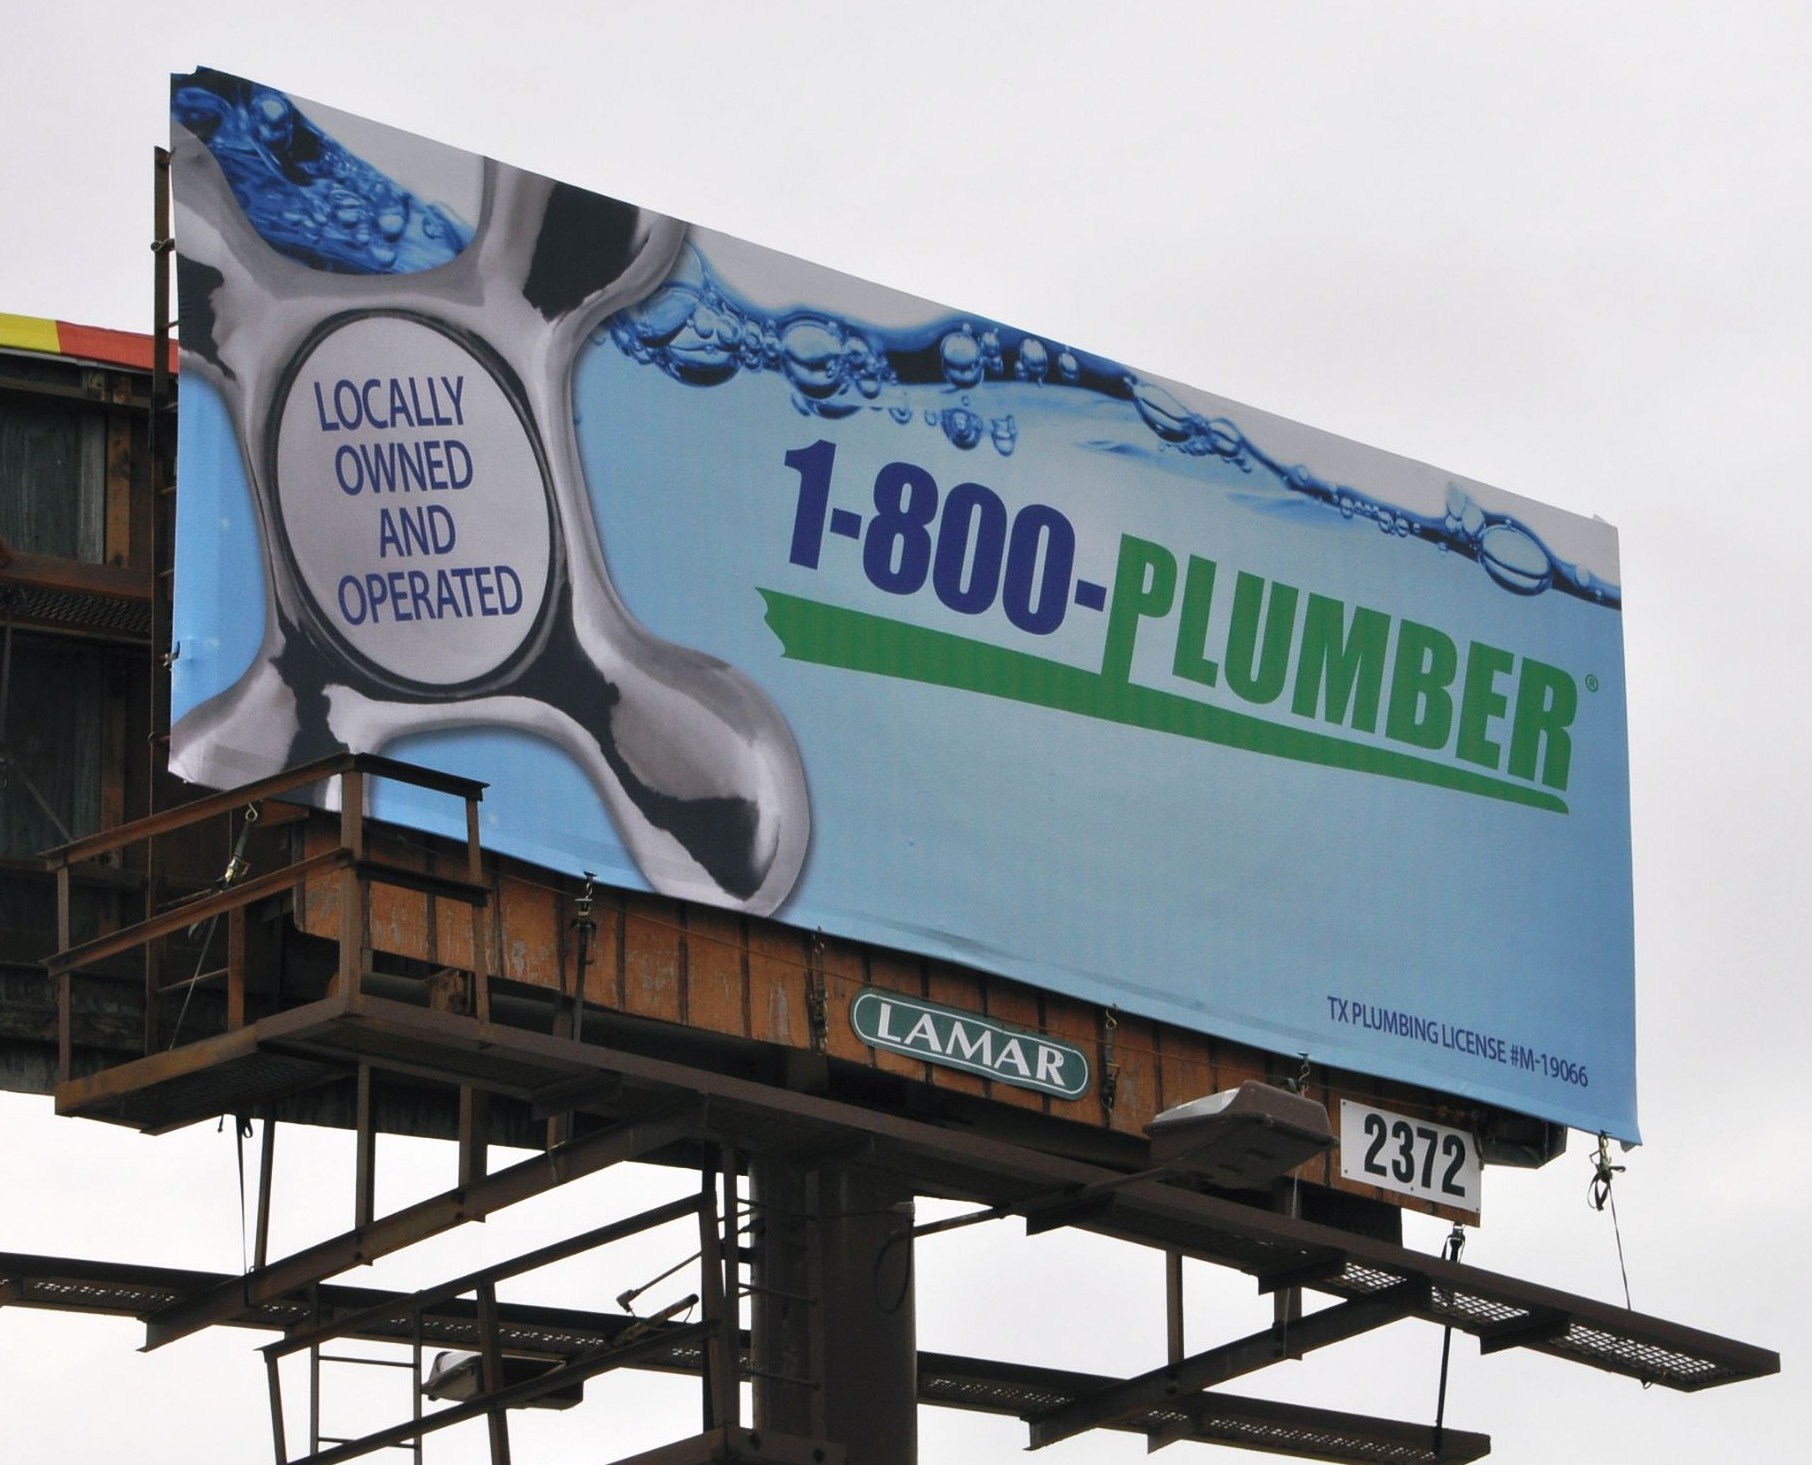 LOCALLY
OWNED
AND
OPERATED
1-800-PLUMBER®
TX PLUMBING LICENSE #M-19066
LAMAR
2372